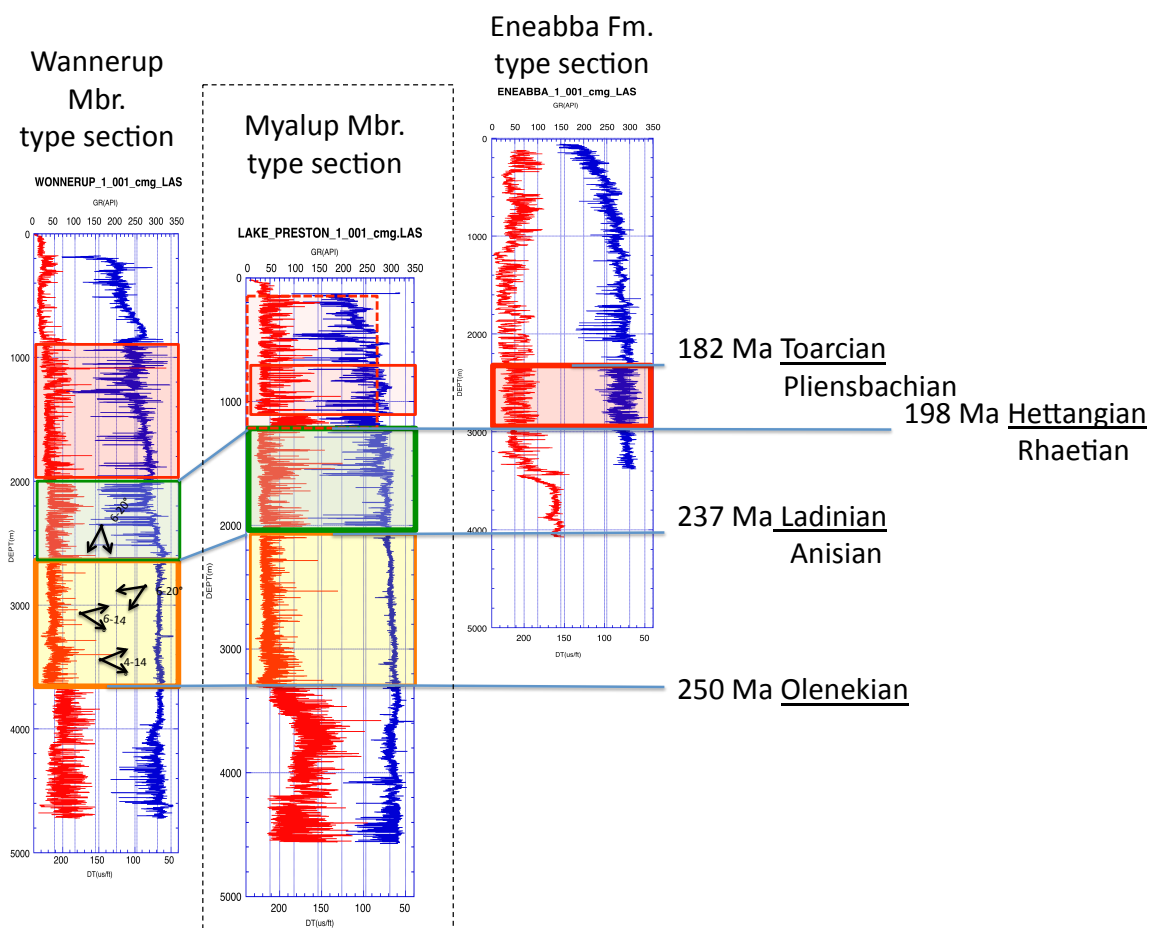 Wannerup
Mbr.
type section
WONNERUP_1_001_cmg_LAS
GR(API)
0 50 100 150 200 250 300 350
0
1000
2000
3000
4000
5000
DEPT(m)
6-20°
6-20°
6-14
4-14
200 150 100 50
DT(us/ft)
Myalup Mbr.
type section
LAKE_PRESTON_1_001_cmg.LAS
GR(API)
0 50 100 150 200 250 300 350
0
1000
2000
3000
4000
5000
DEPT(m)
200 150 100 50
DT(us/ft)
Eneabba Fm.
type section
ENEABBA_1_001_cmg_LAS
GR(API)
0 50 100 150 200 250 300 350
0
1000
2000
3000
4000
5000
DEPT(m)
200 150 100 50
DT(us/ft)
182 Ma Toarcian
Pliensbachian
198 Ma Hettangian
Rhaetian
237 Ma Ladinian
Anisian
250 Ma Olenekian